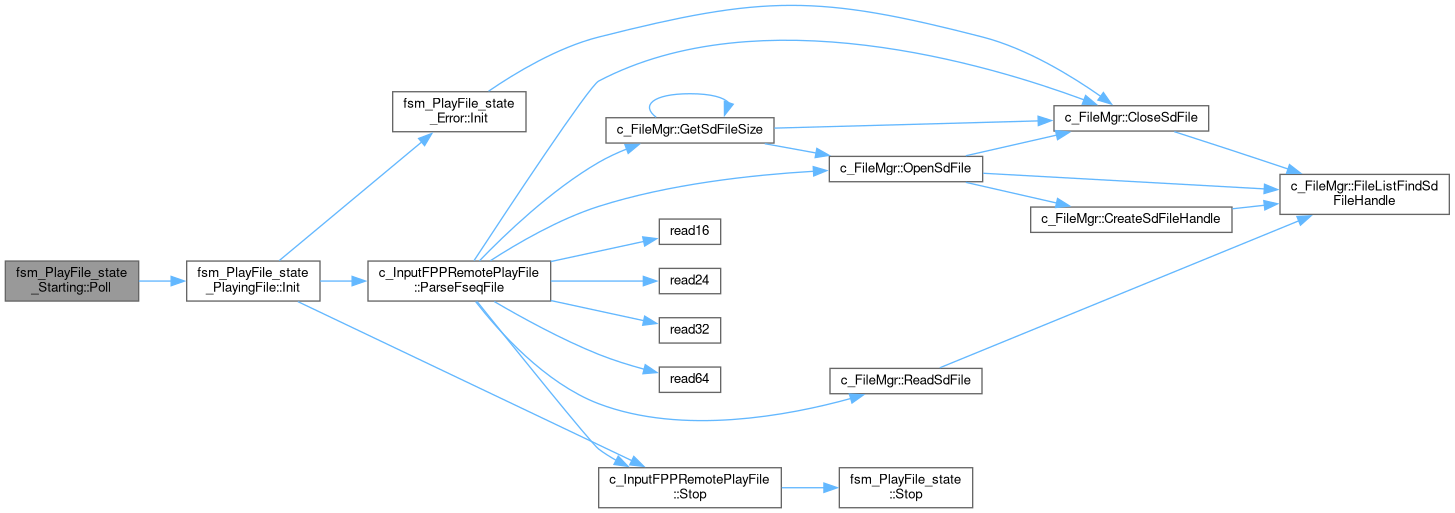 fsm_PlayFile_state
_Starting::Poll
fsm_PlayFile_state
_PlayingFile::Init
fsm_PlayFile_state
_Error::Init
c_InputFPPRemotePlayFile
::ParseFseqFile
c_FileMgr::GetSdFileSize
read16
read24
read32
read64
c_InputFPPRemotePlayFile
::Stop
c_FileMgr::OpenSdFile
c_FileMgr::ReadSdFile
fsm_PlayFile_state
::Stop
c_FileMgr::CloseSdFile
c_FileMgr::CreateSdFileHandle
c_FileMgr::FileListFindSd
FileHandle